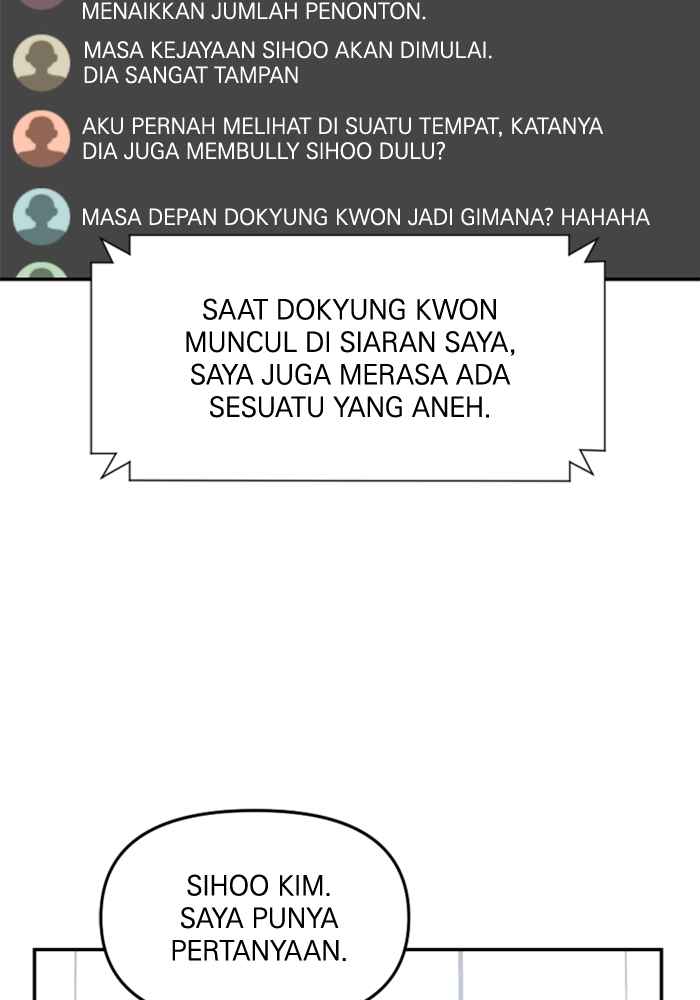 MENAIKKAN JUMLAH PENONTON.
MASA KEJAYAAN SIHOO AKAN DIMULAI.
DIA SANGAT TAMPAN
AKU PERNAH MELIHAT DI SUATU TEMPAT, KATANYA
DIA JUGA MEMBULLY SIHOO DULU?
MASA DEPAN DOKYUNG KWON JADI GIMANA? HAHAHA
SAAT DOKYUNG KWON
MUNCUL DI SIARAN SAYA,
SAYA JUGA MERASA ADA
SESUATU YANG ANEH.
SIHOO KIM.
SAYA PUNYA
PERTANYAAN.